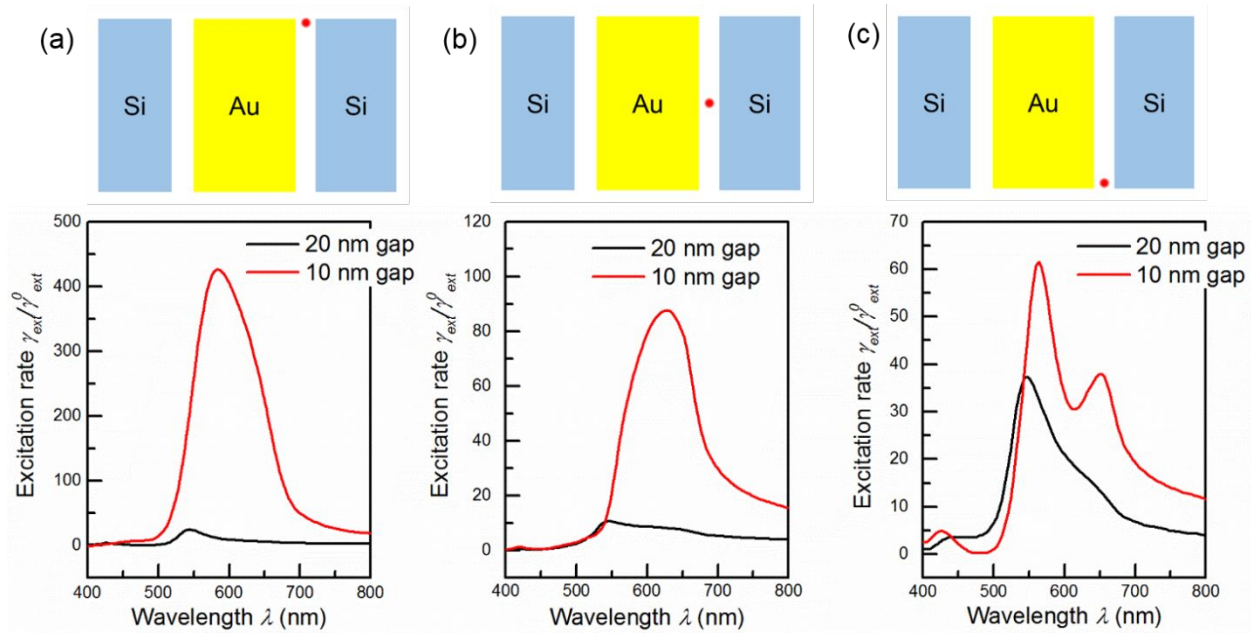 (a)
Si
Au
Si
500
400
300
200
100
0
20 nm gap
10 nm gap
400
500
600
700
800
Excitation rate γext/γ⁰ext
Wavelength λ (nm)
(b)
Si
Au
Si
120
100
80
60
40
20
0
20 nm gap
10 nm gap
400
500
600
700
800
Excitation rate γext/γ⁰ext
Wavelength λ (nm)
(c)
Si
Au
Si
70
60
50
40
30
20
10
0
20 nm gap
10 nm gap
400
500
600
700
800
Excitation rate γext/γ⁰ext
Wavelength λ (nm)